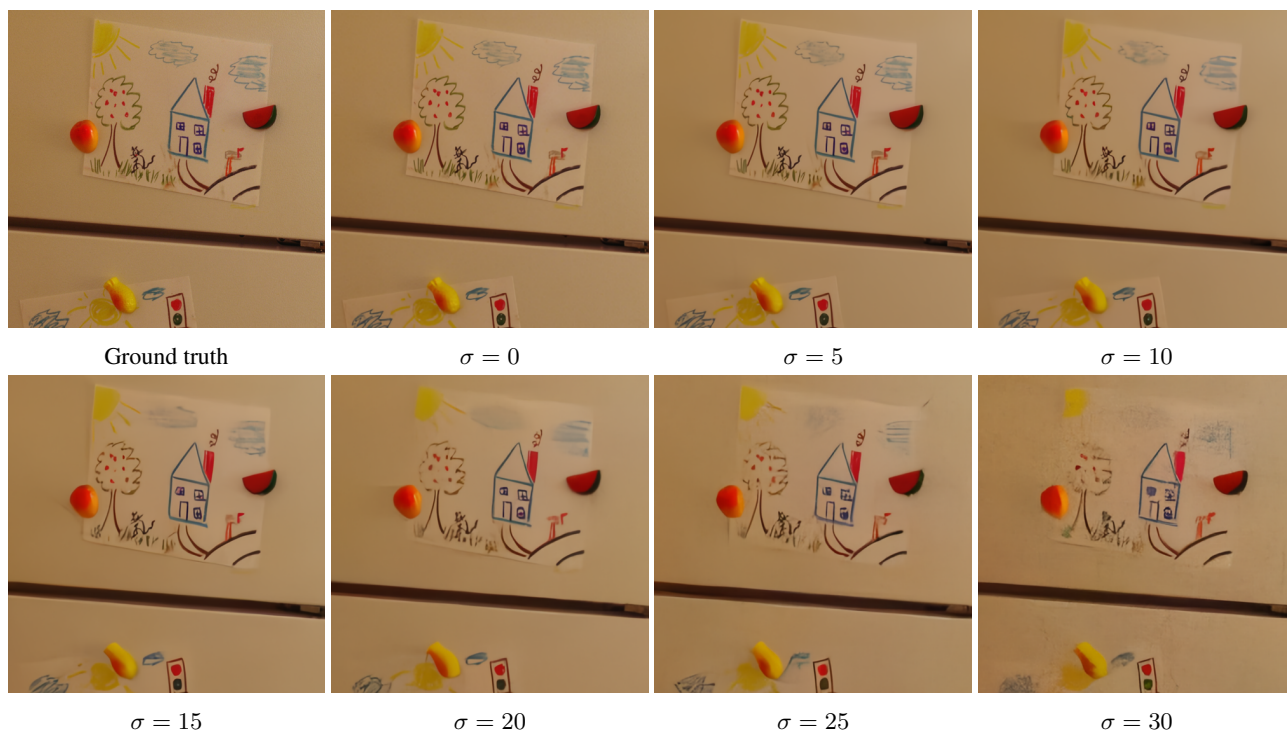 Ground truth
σ = 0
σ = 5
σ = 10
σ = 15
σ = 20
σ = 25
σ = 30